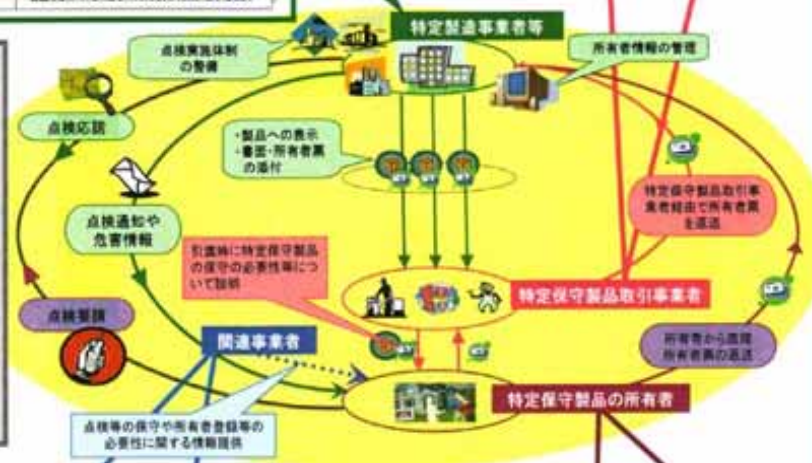 特定製造事業者等
点検実施体制
の整備
所有者情報の管理
点検応諾
・製品への表示
・書面・所有者票
の添付
特定保守製品取引事
業者経由で所有者票
を返送
点検通知や
危害情報
引渡時に特定保守製品
の保守の必要性等につ
いて説明
特定保守製品取引事業者
点検要請
関連事業者
所有者から直接
所有者票の返送
特定保守製品の所有者
点検等の保守や所有者登録等の
必要性に関する情報提供